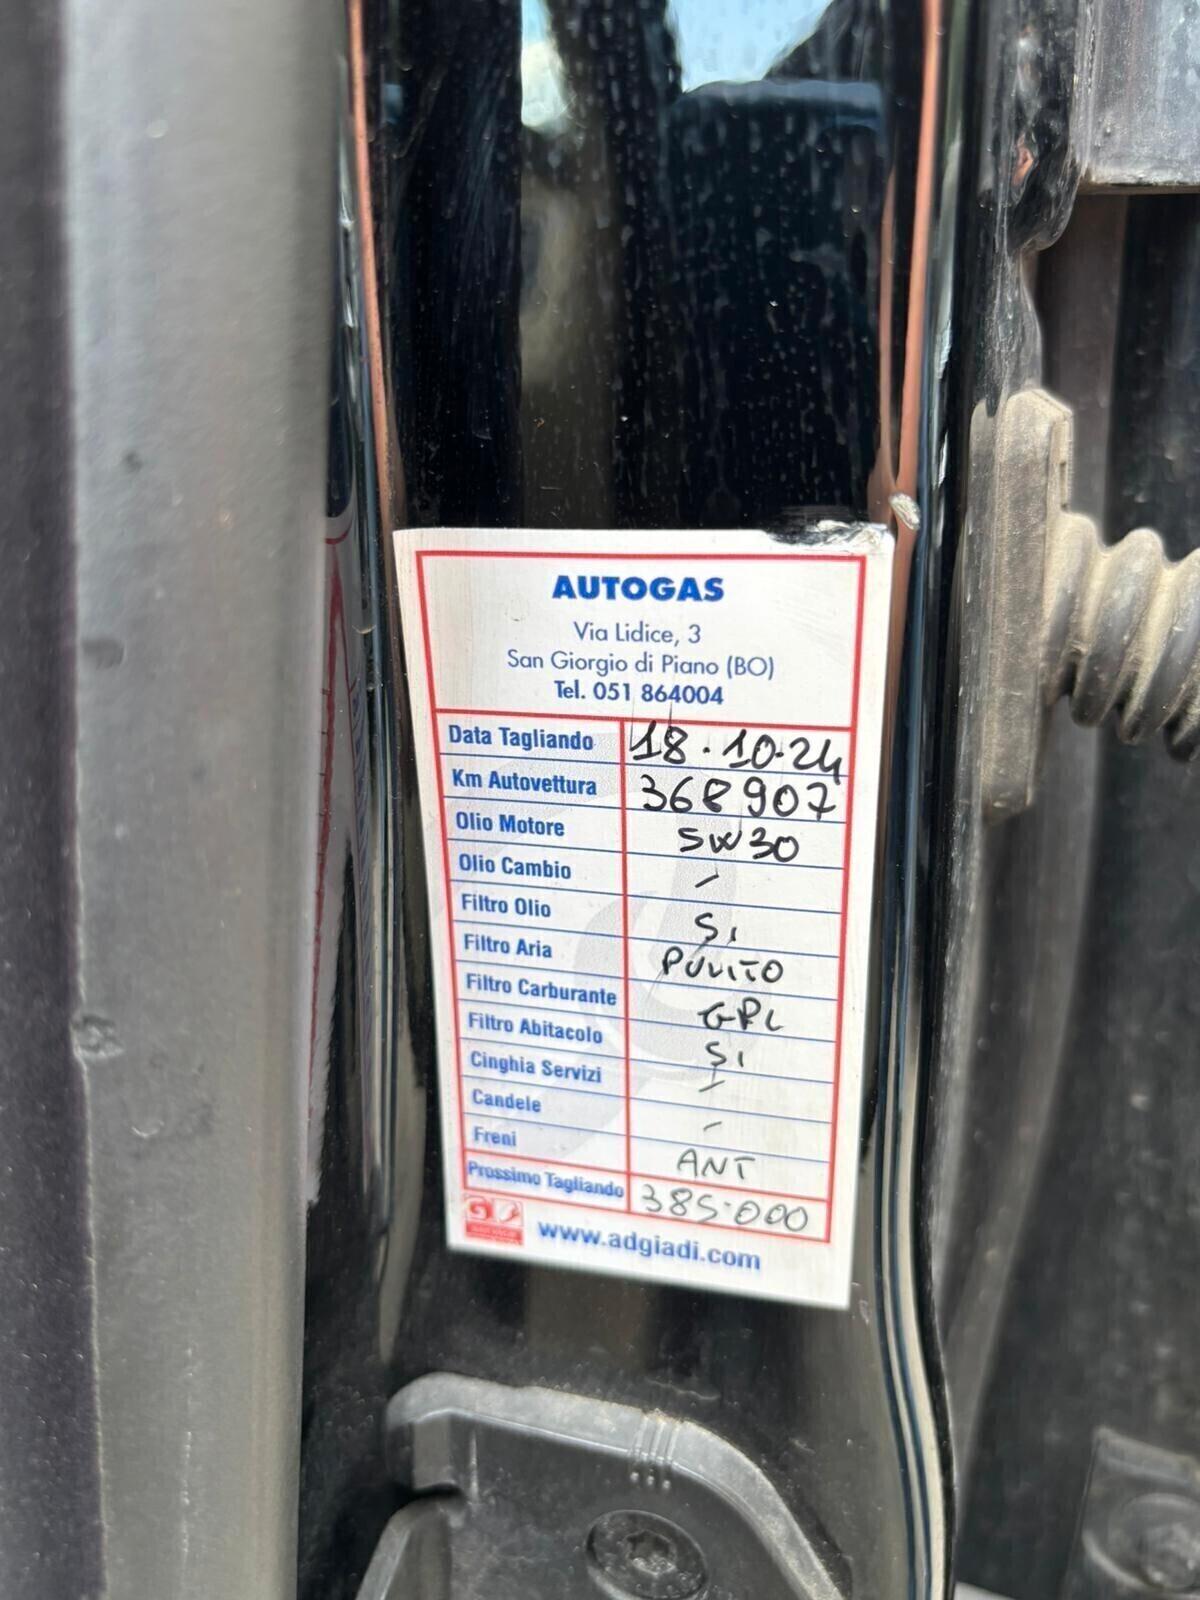 AUTOGAS
Via Lidice, 3
San Giorgio di Piano (BO)
Tel. 051 864004
Data Tagliando 18.10.24
Km Autovettura 368907
Olio Motore 5W30
Olio Cambio -
Filtro Olio SI
Filtro Aria PULITO
Filtro Carburante GPL
Filtro Abitacolo SI
Cinghia Servizi -
Candele -
Freni ANT
Prossimo Tagliando 385.000
www.adgiadi.com